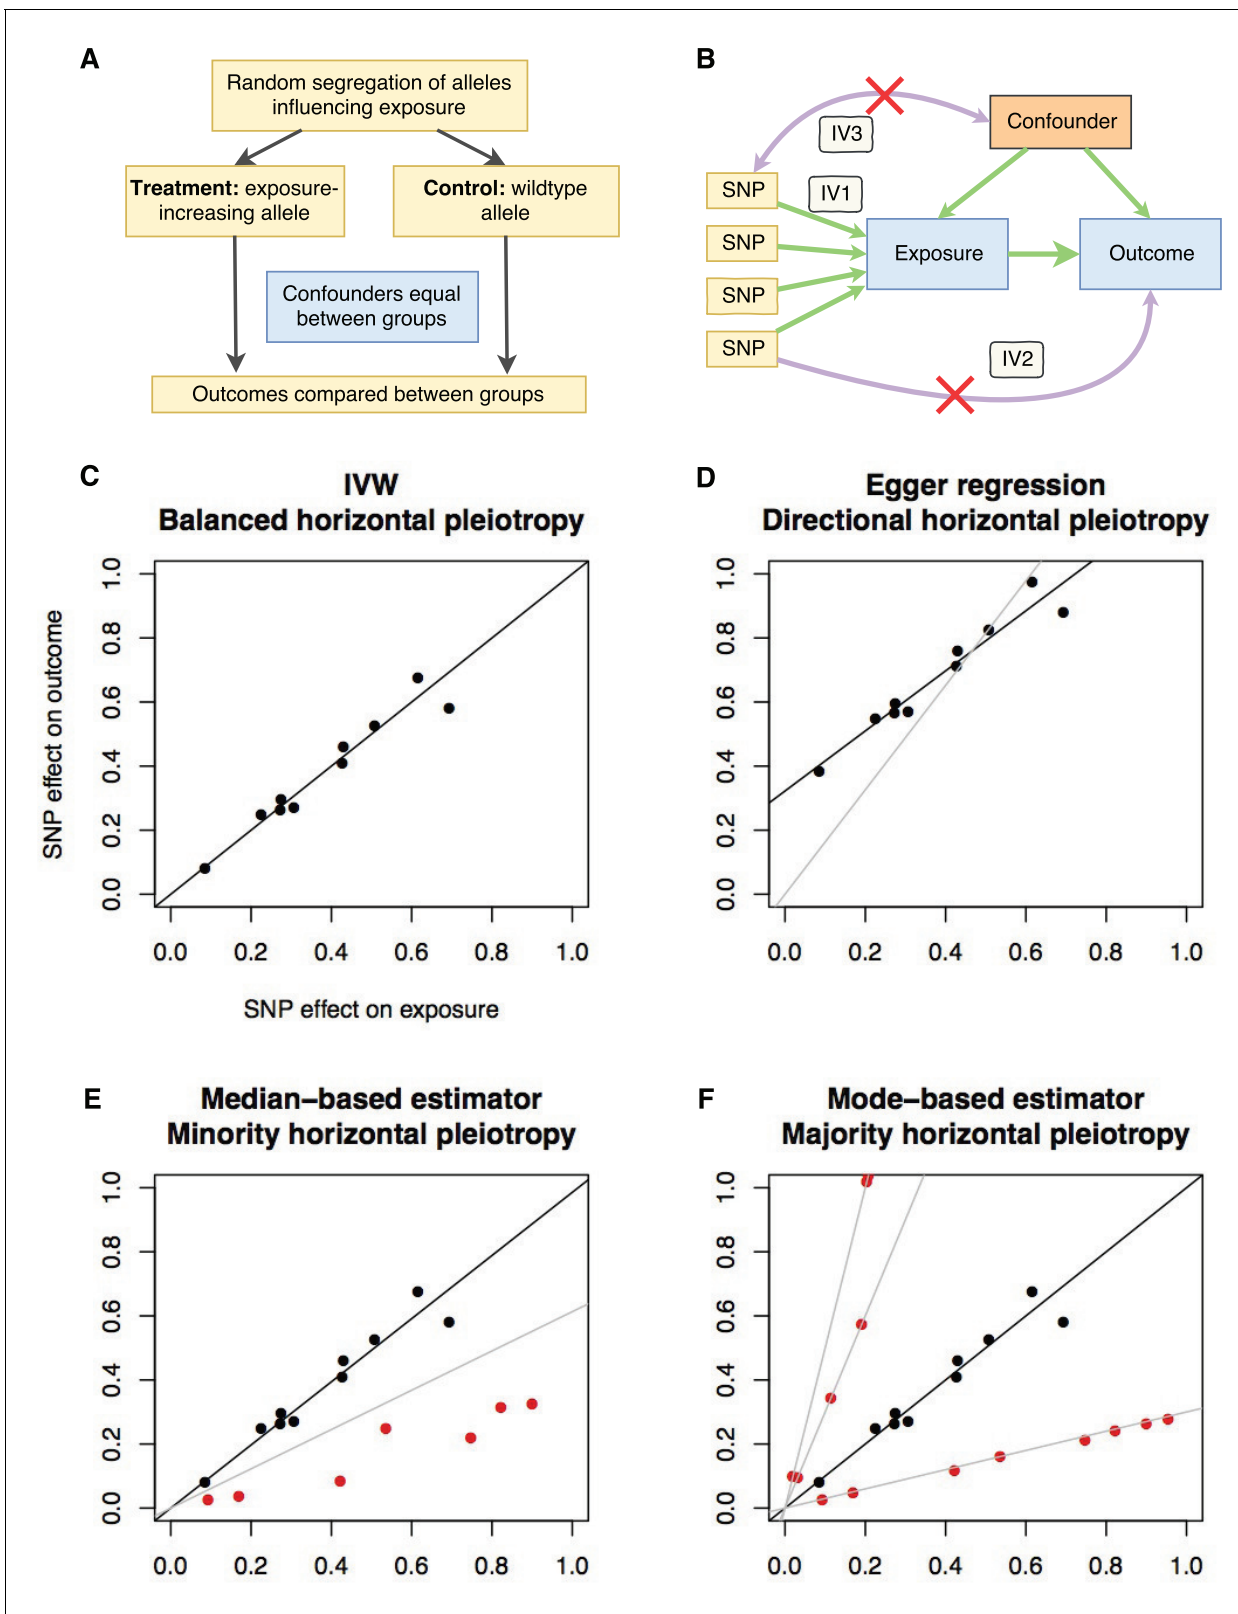 A
Random segregation of alleles
influencing exposure
Treatment: exposure-
increasing allele
Control: wildtype
allele
Confounders equal
between groups
Outcomes compared between groups
B
Confounder
IV3
SNP
IV1
SNP
Exposure
Outcome
SNP
SNP
IV2
C
IVW
Balanced horizontal pleiotropy
SNP effect on outcome
1.0
0.8
0.6
0.4
0.2
0.0
0.0 0.2 0.4 0.6 0.8 1.0
SNP effect on exposure
D
Egger regression
Directional horizontal pleiotropy
1.0
0.8
0.6
0.4
0.2
0.0
0.0 0.2 0.4 0.6 0.8 1.0
E
Median–based estimator
Minority horizontal pleiotropy
1.0
0.8
0.6
0.4
0.2
0.0
0.0 0.2 0.4 0.6 0.8 1.0
F
Mode–based estimator
Majority horizontal pleiotropy
1.0
0.8
0.6
0.4
0.2
0.0
0.0 0.2 0.4 0.6 0.8 1.0